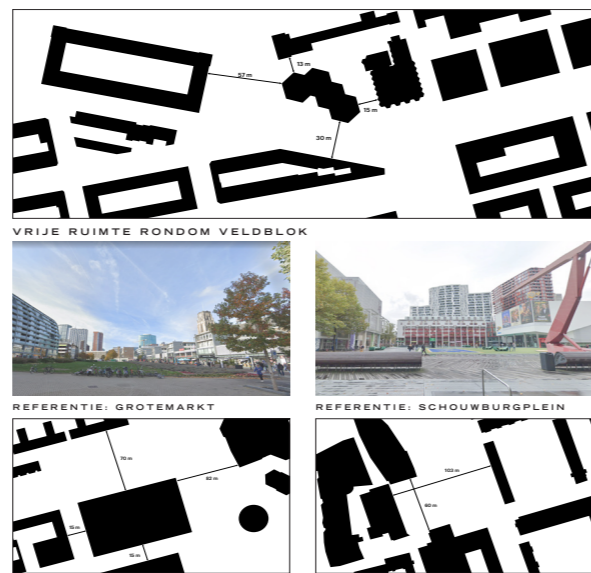 57 m
13 m
15 m
30 m
VRIJE RUIMTE RONDOM VELDBLOK
REFERENTIE: GROTEMARKT
REFERENTIE: SCHOUWBURGPLEIN
70 m
82 m
15 m
15 m
103 m
60 m